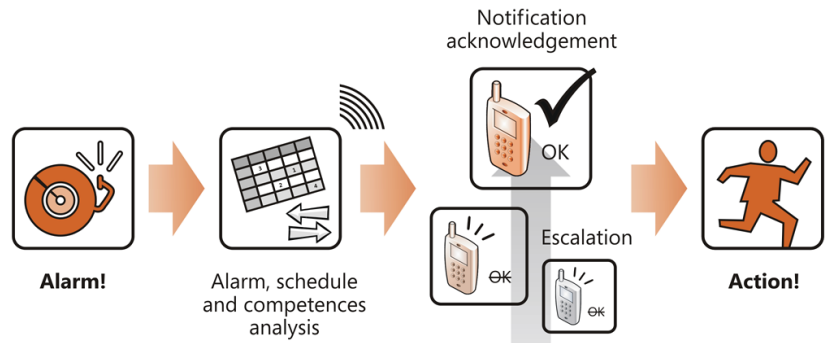 Notification
acknowledgement
OK
Escalation
OK
OK
Alarm!
Alarm, schedule
and competences
analysis
Action!